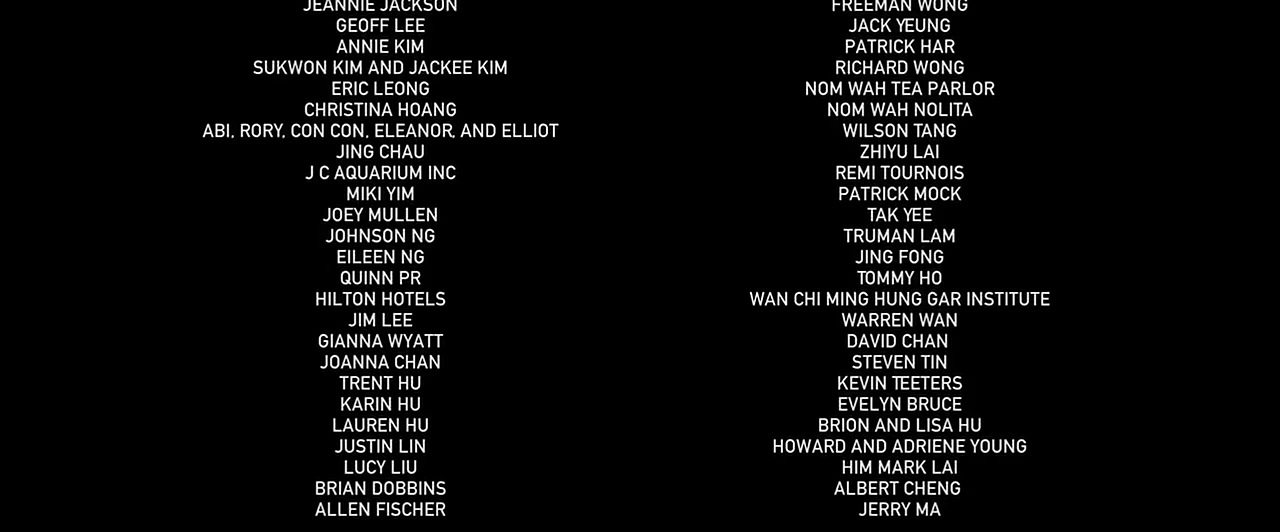 JEANNIE JACKSON
GEOFF LEE
ANNIE KIM
SUKWON KIM AND JACKEE KIM
ERIC LEONG
CHRISTINA HOANG
ABI, RORY, CON CON, ELEANOR, AND ELLIOT
JING CHAU
J C AQUARIUM INC
MIKI YIM
JOEY MULLEN
JOHNSON NG
EILEEN NG
QUINN PR
HILTON HOTELS
JIM LEE
GIANNA WYATT
JOANNA CHAN
TRENT HU
KARIN HU
LAUREN HU
JUSTIN LIN
LUCY LIU
BRIAN DOBBINS
ALLEN FISCHER
FREEMAN WONG
JACK YEUNG
PATRICK HAR
RICHARD WONG
NOM WAH TEA PARLOR
NOM WAH NOLITA
WILSON TANG
ZHIYU LAI
REMI TOURNOIS
PATRICK MOCK
TAK YEE
TRUMAN LAM
JING FONG
TOMMY HO
WAN CHI MING HUNG GAR INSTITUTE
WARREN WAN
DAVID CHAN
STEVEN TIN
KEVIN TEETERS
EVELYN BRUCE
BRION AND LISA HU
HOWARD AND ADRIENE YOUNG
HIM MARK LAI
ALBERT CHENG
JERRY MA